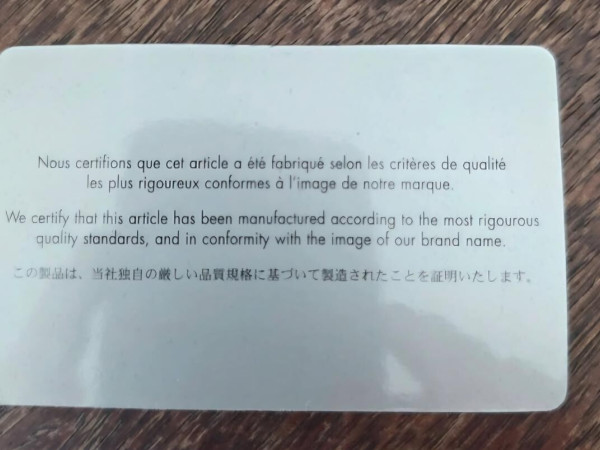 Nous certifions que cet article a été fabriqué selon les critères de qualité
les plus rigoureux conformes à l'image de notre marque.
We certify that this article has been manufactured according to the most rigourous
quality standards, and in conformity with the image of our brand name.
この製品は、当社独自の厳しい品質規格に基づいて製造されたことを証明いたします。